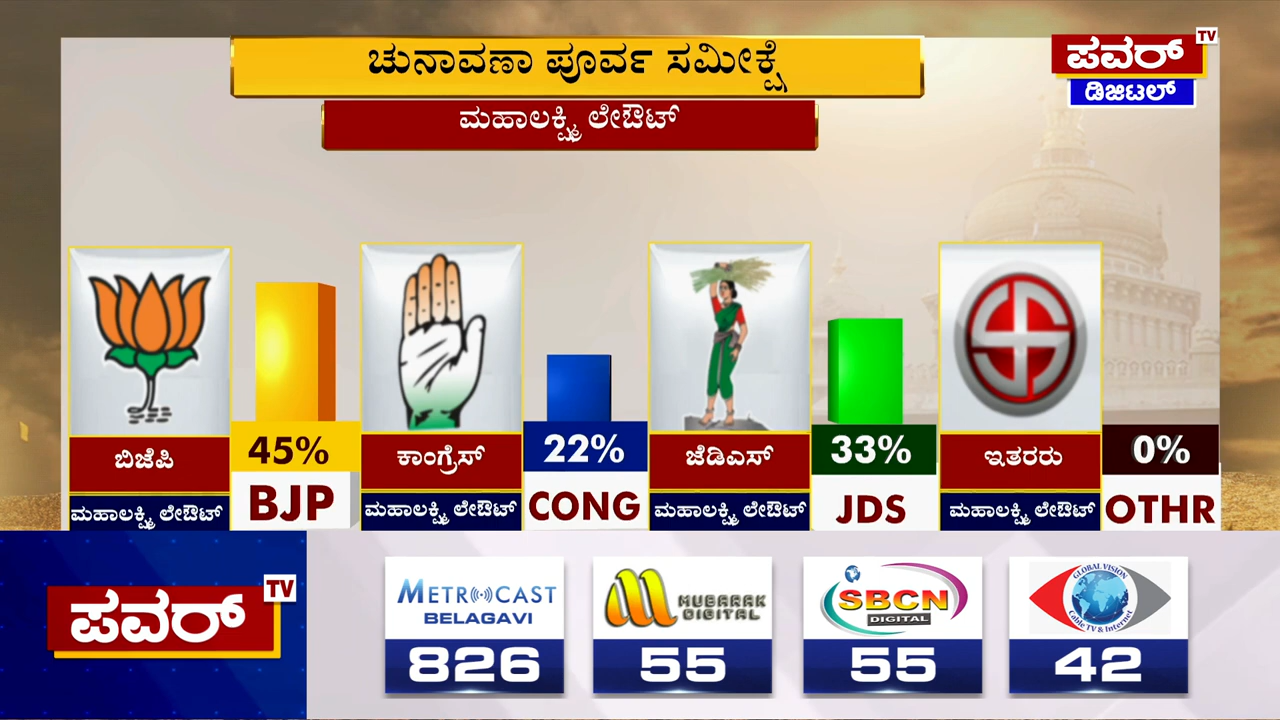 ಚುನಾವಣಾ ಪೂರ್ವ ಸಮೀಕ್ಷೆ
ಮಹಾಲಕ್ಷ್ಮಿ ಲೇಔಟ್
ಪವರ್ TV
ಡಿಜಿಟಲ್
ಬಿಜೆಪಿ
ಮಹಾಲಕ್ಷ್ಮಿ ಲೇಔಟ್
45%
BJP
ಕಾಂಗ್ರೆಸ್
ಮಹಾಲಕ್ಷ್ಮಿ ಲೇಔಟ್
22%
CONG
ಜೆಡಿಎಸ್
ಮಹಾಲಕ್ಷ್ಮಿ ಲೇಔಟ್
33%
JDS
ಇತರರು
ಮಹಾಲಕ್ಷ್ಮಿ ಲೇಔಟ್
0%
OTHR
ಪವರ್ TV
METROCAST
BELAGAVI
826
MUBARAK
DIGITAL
55
SBCN
DIGITAL
55
GLOBAL VISION
Cable TV & Internet
42